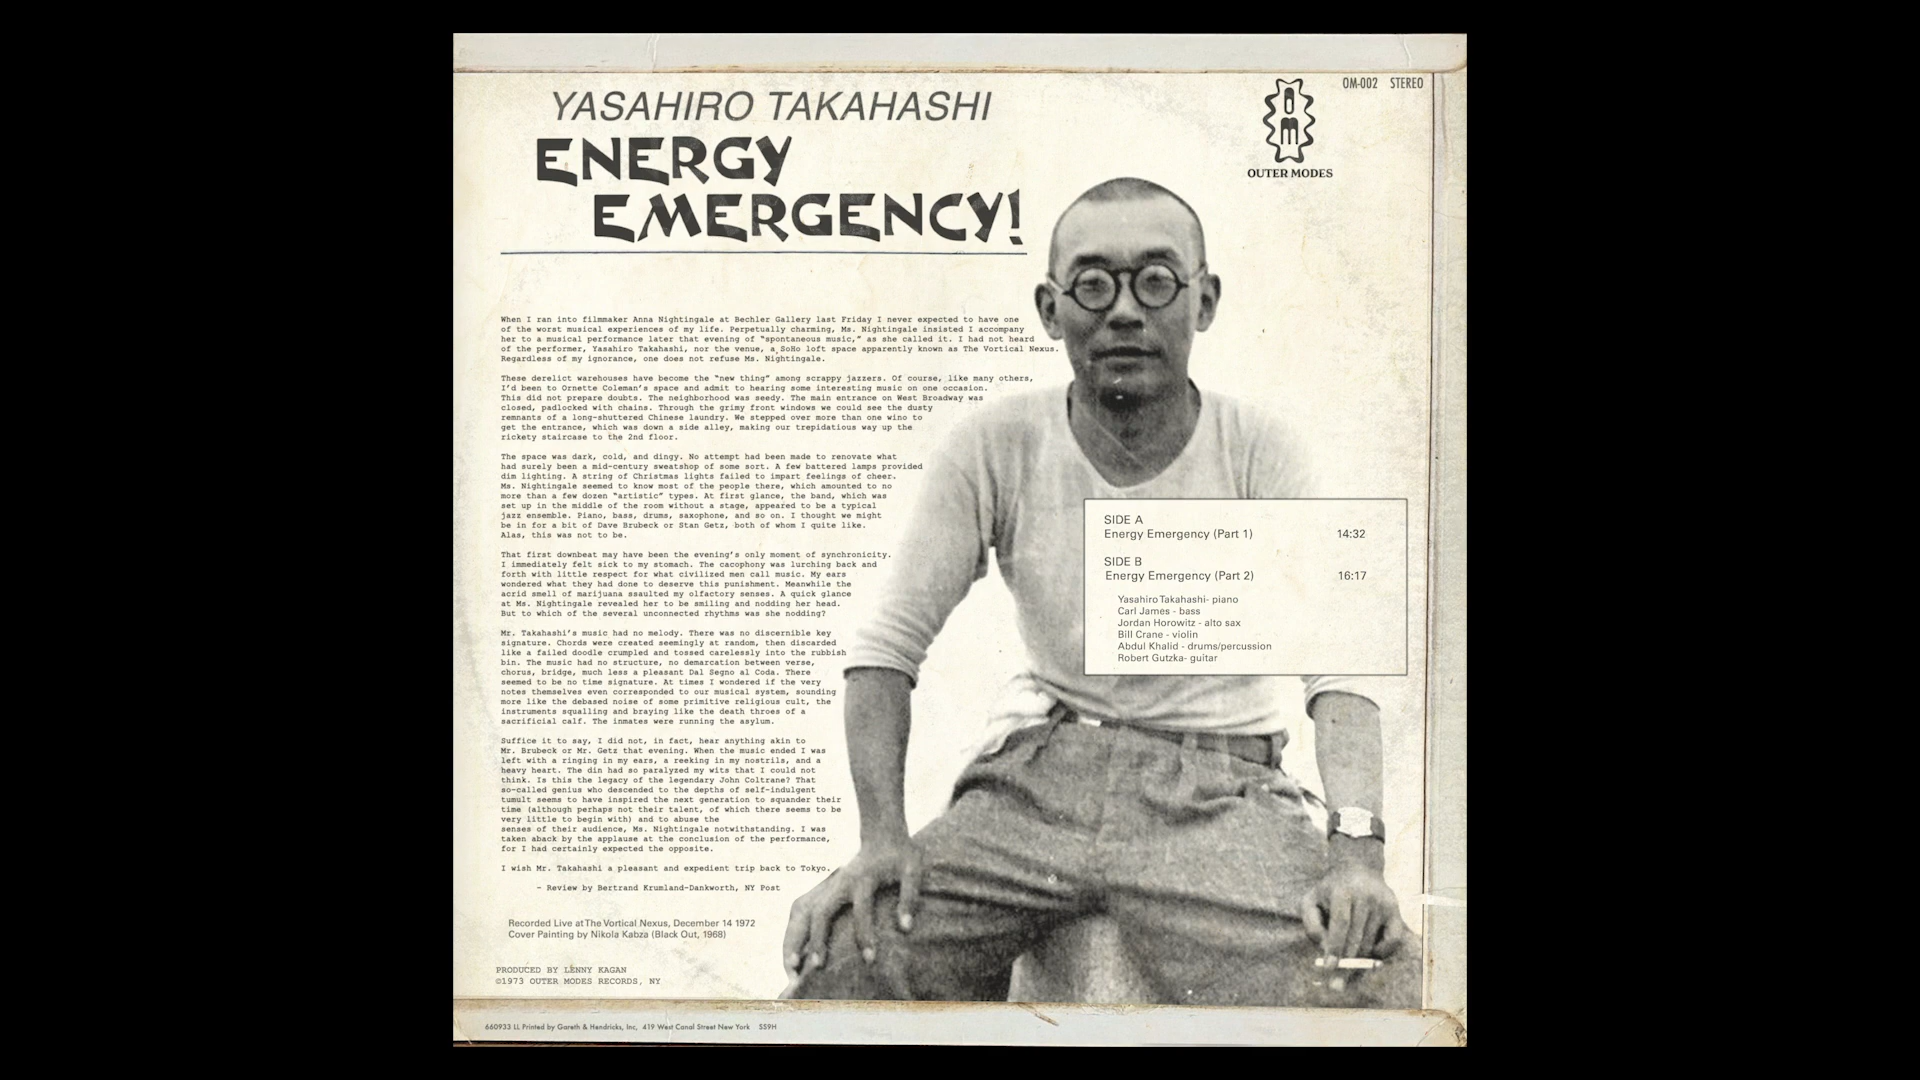 YASAHIRO TAKAHASHI
ENERGY
EMERGENCY!
OM-002 STEREO
OM
OUTER MODES
When I ran into filmmaker Anna Nightingale at Bechler Gallery last Friday I never expected to have one
of the worst musical experiences of my life. Perpetually charming, Ms. Nightingale insisted I accompany
her to a musical performance later that evening of “spontaneous music,” as she called it. I had not heard
of the performer, Yasahiro Takahashi, nor the venue, a SoHo loft space apparently known as The Vortical Nexus.
Regardless of my ignorance, one does not refuse Ms. Nightingale.
These derelict warehouses have become the “new thing” among scrappy jazzers. Of course, like many others,
I’d been to Ornette Coleman’s space and admit to hearing some interesting music on one occasion.
This did not prepare doubts. The neighborhood was seedy. The main entrance on West Broadway was
closed, padlocked with chains. Through the grimy front windows we could see the dusty
remnants of a long-shuttered Chinese laundry. We stepped over more than one wino to
get the entrance, which was down a side alley, making our trepidatious way up the
rickety staircase to the 2nd floor.
The space was dark, cold, and dingy. No attempt had been made to renovate what
had surely been a mid-century sweatshop of some sort. A few battered lamps provided
dim lighting. A string of Christmas lights failed to impart feelings of cheer.
Ms. Nightingale seemed to know most of the people there, which amounted to no
more than a few dozen “artistic” types. At first glance, the band, which was
set up in the middle of the room without a stage, appeared to be a typical
jazz ensemble. Piano, bass, drums, saxophone, and so on. I thought we might
be in for a bit of Dave Brubeck or Stan Getz, both of whom I quite like.
Alas, this was not to be.
That first downbeat may have been the evening’s only moment of synchronicity.
I immediately felt sick to my stomach. The cacophony was lurching back and
forth with little respect for what civilized men call music. My ears
wondered what they had done to deserve this punishment. Meanwhile the
acrid smell of marijuana ssaulted my olfactory senses. A quick glance
at Ms. Nightingale revealed her to be smiling and nodding her head.
But to which of the several unconnected rhythms was she nodding?
Mr. Takahashi’s music had no melody. There was no discernible key
signature. Chords were created seemingly at random, then discarded
like a failed doodle crumpled and tossed carelessly into the rubbish
bin. The music had no structure, no demarcation between verse,
chorus, bridge, much less a pleasant Dal Segno al Coda. There
seemed to be no time signature. At times I wondered if the very
notes themselves even corresponded to our musical system, sounding
more like the debased noise of some primitive religious cult, the
instruments squalling and braying like the death throes of a
sacrificial calf. The inmates were running the asylum.
Suffice it to say, I did not, in fact, hear anything akin to
Mr. Brubeck or Mr. Getz that evening. When the music ended I was
left with a ringing in my ears, a reeking in my nostrils, and a
heavy heart. The din had so paralyzed my wits that I could not
think. Is this the legacy of the legendary John Coltrane? That
so-called genius who descended to the depths of self-indulgent
tumult seems to have inspired the next generation to squander their
time (although perhaps not their talent, of which there seems to be
very little to begin with) and to abuse the
senses of their audience, Ms. Nightingale notwithstanding. I was
taken aback by the applause at the conclusion of the performance,
for I had certainly expected the opposite.
I wish Mr. Takahashi a pleasant and expedient trip back to Tokyo.
- Review by Bertrand Krumland-Dankworth, NY Post
SIDE A
Energy Emergency (Part 1) 14:32
SIDE B
Energy Emergency (Part 2) 16:17
Yasahiro Takahashi- piano
Carl James - bass
Jordan Horowitz - alto sax
Bill Crane - violin
Abdul Khalid - drums/percussion
Robert Gutzka- guitar
Recorded Live at The Vortical Nexus, December 14 1972
Cover Painting by Nikola Kabza (Black Out, 1968)
PRODUCED BY LENNY KAGAN
©1973 OUTER MODES RECORDS, NY
660933 LL Printed by Gareth & Hendricks, Inc, 419 West Canal Street New York SS9H